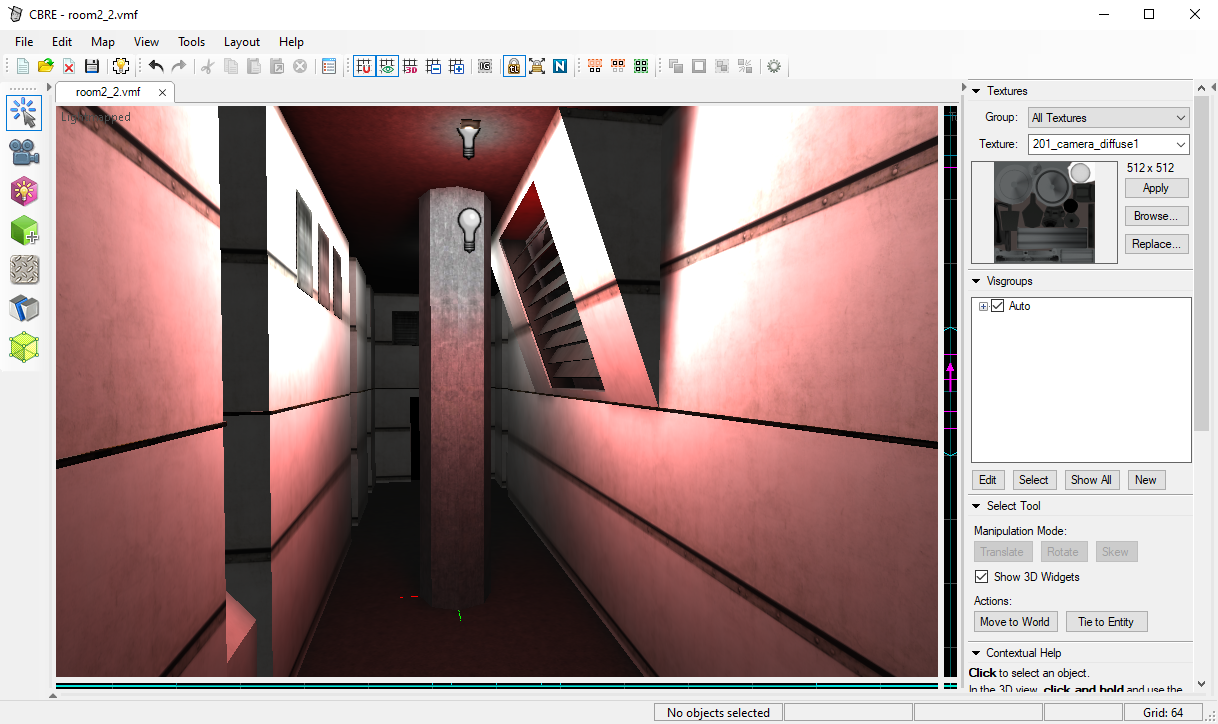 CBRE - room2_2.vmf
File Edit Map View Tools Layout Help
3D IG tL N
room2_2.vmf
Textures
Group: All Textures
Texture: 201_camera_diffuse1
512 x 512
Apply
Browse...
Replace...
Visgroups
Auto
Edit Select Show All New
Select Tool
Manipulation Mode:
Translate Rotate Skew
Show 3D Widgets
Actions:
Move to World Tie to Entity
Contextual Help
Click to select an object.
In the 3D view, click and hold and use the
No objects selected
Grid: 64